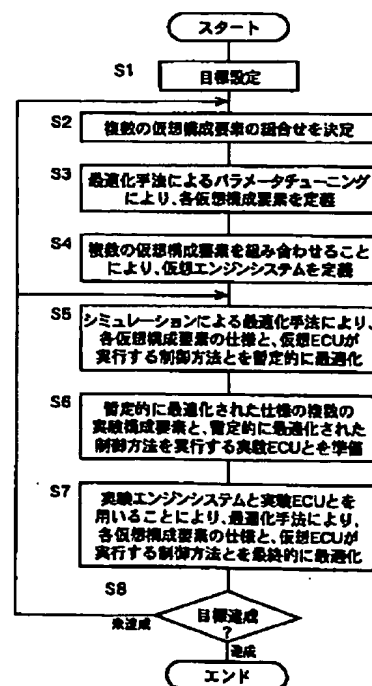 スタート
S1
目標設定
S2
複数の仮想構成要素の組合せを決定
S3
最適化手法によるパラメータチューニング
により、各仮想構成要素を定義
S4
複数の仮想構成要素を組み合わせること
により、仮想エンジンシステムを定義
S5
シミュレーションによる最適化手法により、
各仮想構成要素の仕様と、仮想ECUが
実行する制御方法とを暫定的に最適化
S6
暫定的に最適化された仕様の複数の
実験構成要素と、暫定的に最適化された
制御方法を実行する実験ECUとを準備
S7
実験エンジンシステムと実験ECUとを
用いることにより、最適化手法により、
各仮想構成要素の仕様と、仮想ECUが
実行する制御方法とを最終的に最適化
S8
目標達成
?
未達成
達成
エンド